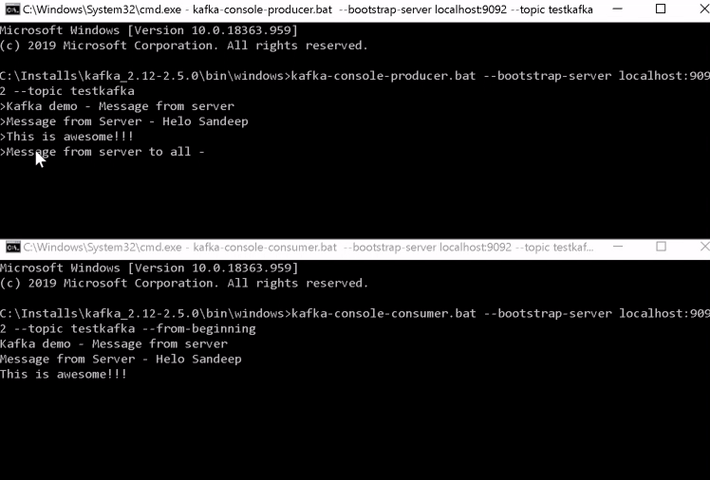 C:\Windows\System32\cmd.exe - kafka-console-producer.bat --bootstrap-server localhost:9092 --topic testkafka
Microsoft Windows [Version 10.0.18363.959]
(c) 2019 Microsoft Corporation. All rights reserved.
C:\Installs\kafka_2.12-2.5.0\bin\windows>kafka-console-producer.bat --bootstrap-server localhost:909
2 --topic testkafka
>Kafka demo - Message from server
>Message from Server - Helo Sandeep
>This is awesome!!!
>Message from server to all -
C:\Windows\System32\cmd.exe - kafka-console-consumer.bat --bootstrap-server localhost:9092 --topic testkaf...
Microsoft Windows [Version 10.0.18363.959]
(c) 2019 Microsoft Corporation. All rights reserved.
C:\Installs\kafka_2.12-2.5.0\bin\windows>kafka-console-consumer.bat --bootstrap-server localhost:909
2 --topic testkafka --from-beginning
Kafka demo - Message from server
Message from Server - Helo Sandeep
This is awesome!!!